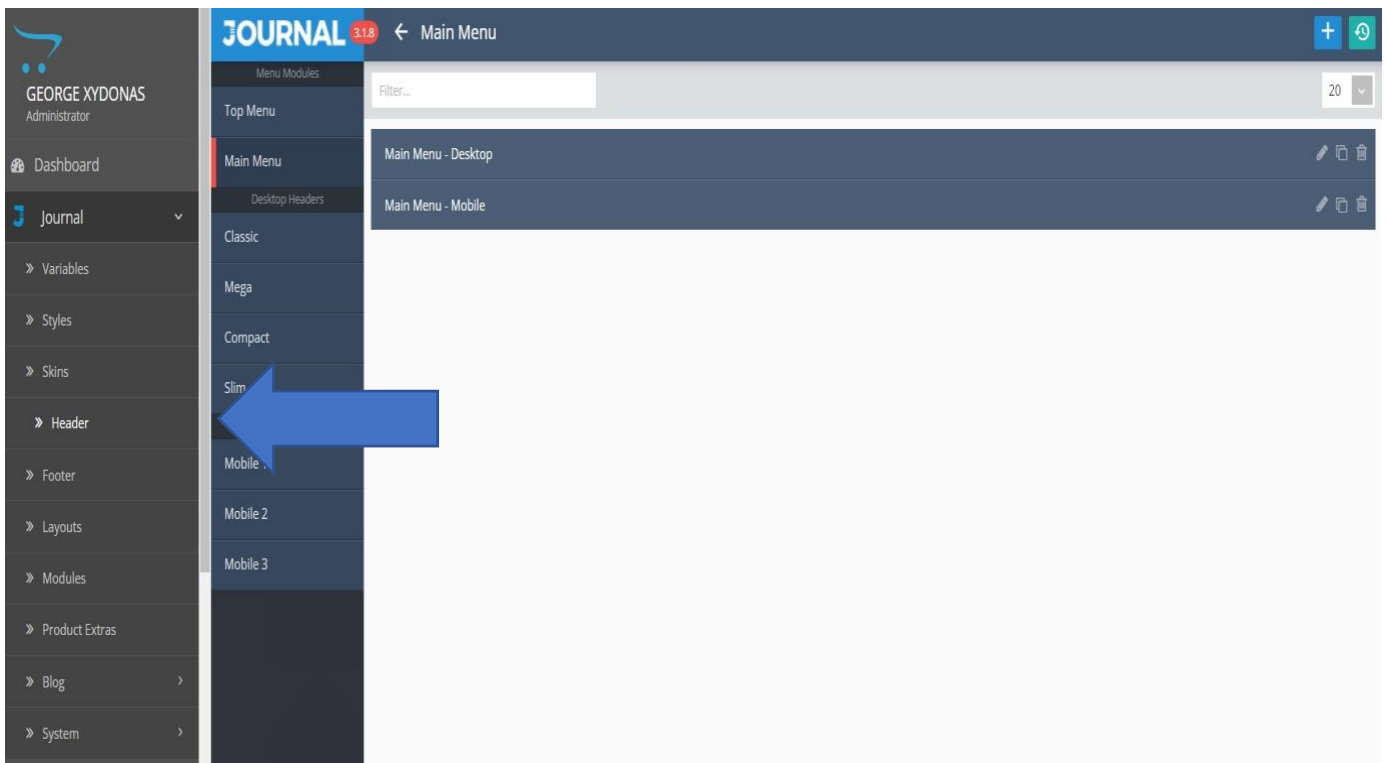 GEORGE XYDONAS
Administrator
Dashboard
Journal
Variables
Styles
Skins
Header
Footer
Layouts
Modules
Product Extras
Blog
System
JOURNAL 3.1.8
Menu Modules
Top Menu
Main Menu
Desktop Headers
Classic
Mega
Compact
Slim
Mobile
Mobile 2
Mobile 3
Main Menu
Filter...
20
Main Menu - Desktop
Main Menu - Mobile